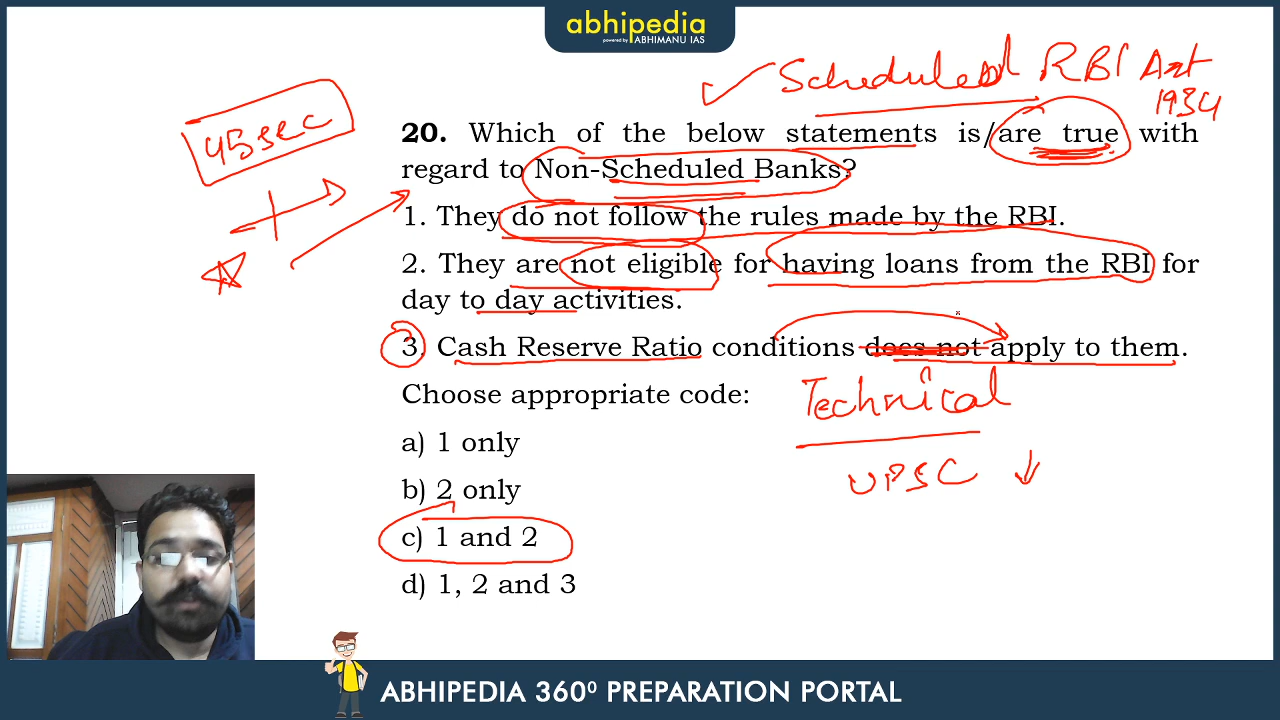 abhipedia
powered by ABHIMANU IAS
Scheduled RBI Act
1934
45 sec
20. Which of the below statements is/are true with
regard to Non-Scheduled Banks?
1. They do not follow the rules made by the RBI.
2. They are not eligible for having loans from the RBI for
day to day activities.
3. Cash Reserve Ratio conditions does not apply to them.
Choose appropriate code:
Technical
a) 1 only
b) 2 only
UPSC
c) 1 and 2
d) 1, 2 and 3
ABHIPEDIA 360⁰ PREPARATION PORTAL